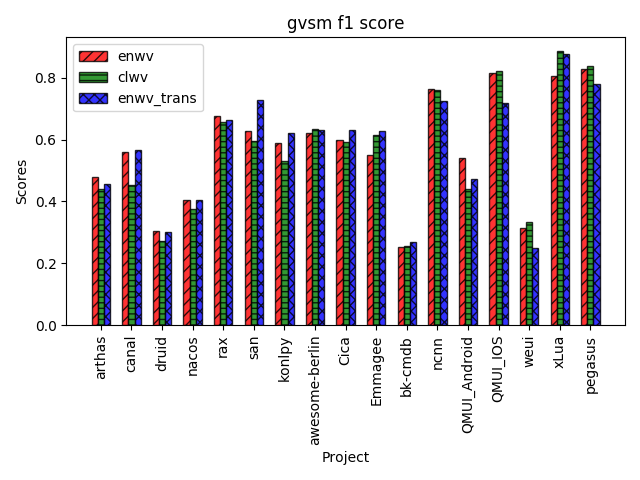 gvsm f1 score
enwv
clwv
enwv_trans
Scores
0.8
0.6
0.4
0.2
0.0
arthas
canal
druid
nacos
rax
san
konlpy
awesome-berlin
Cica
Emmagee
bk-cmdb
ncnn
QMUI_Android
QMUI_IOS
weui
xLua
pegasus
Project